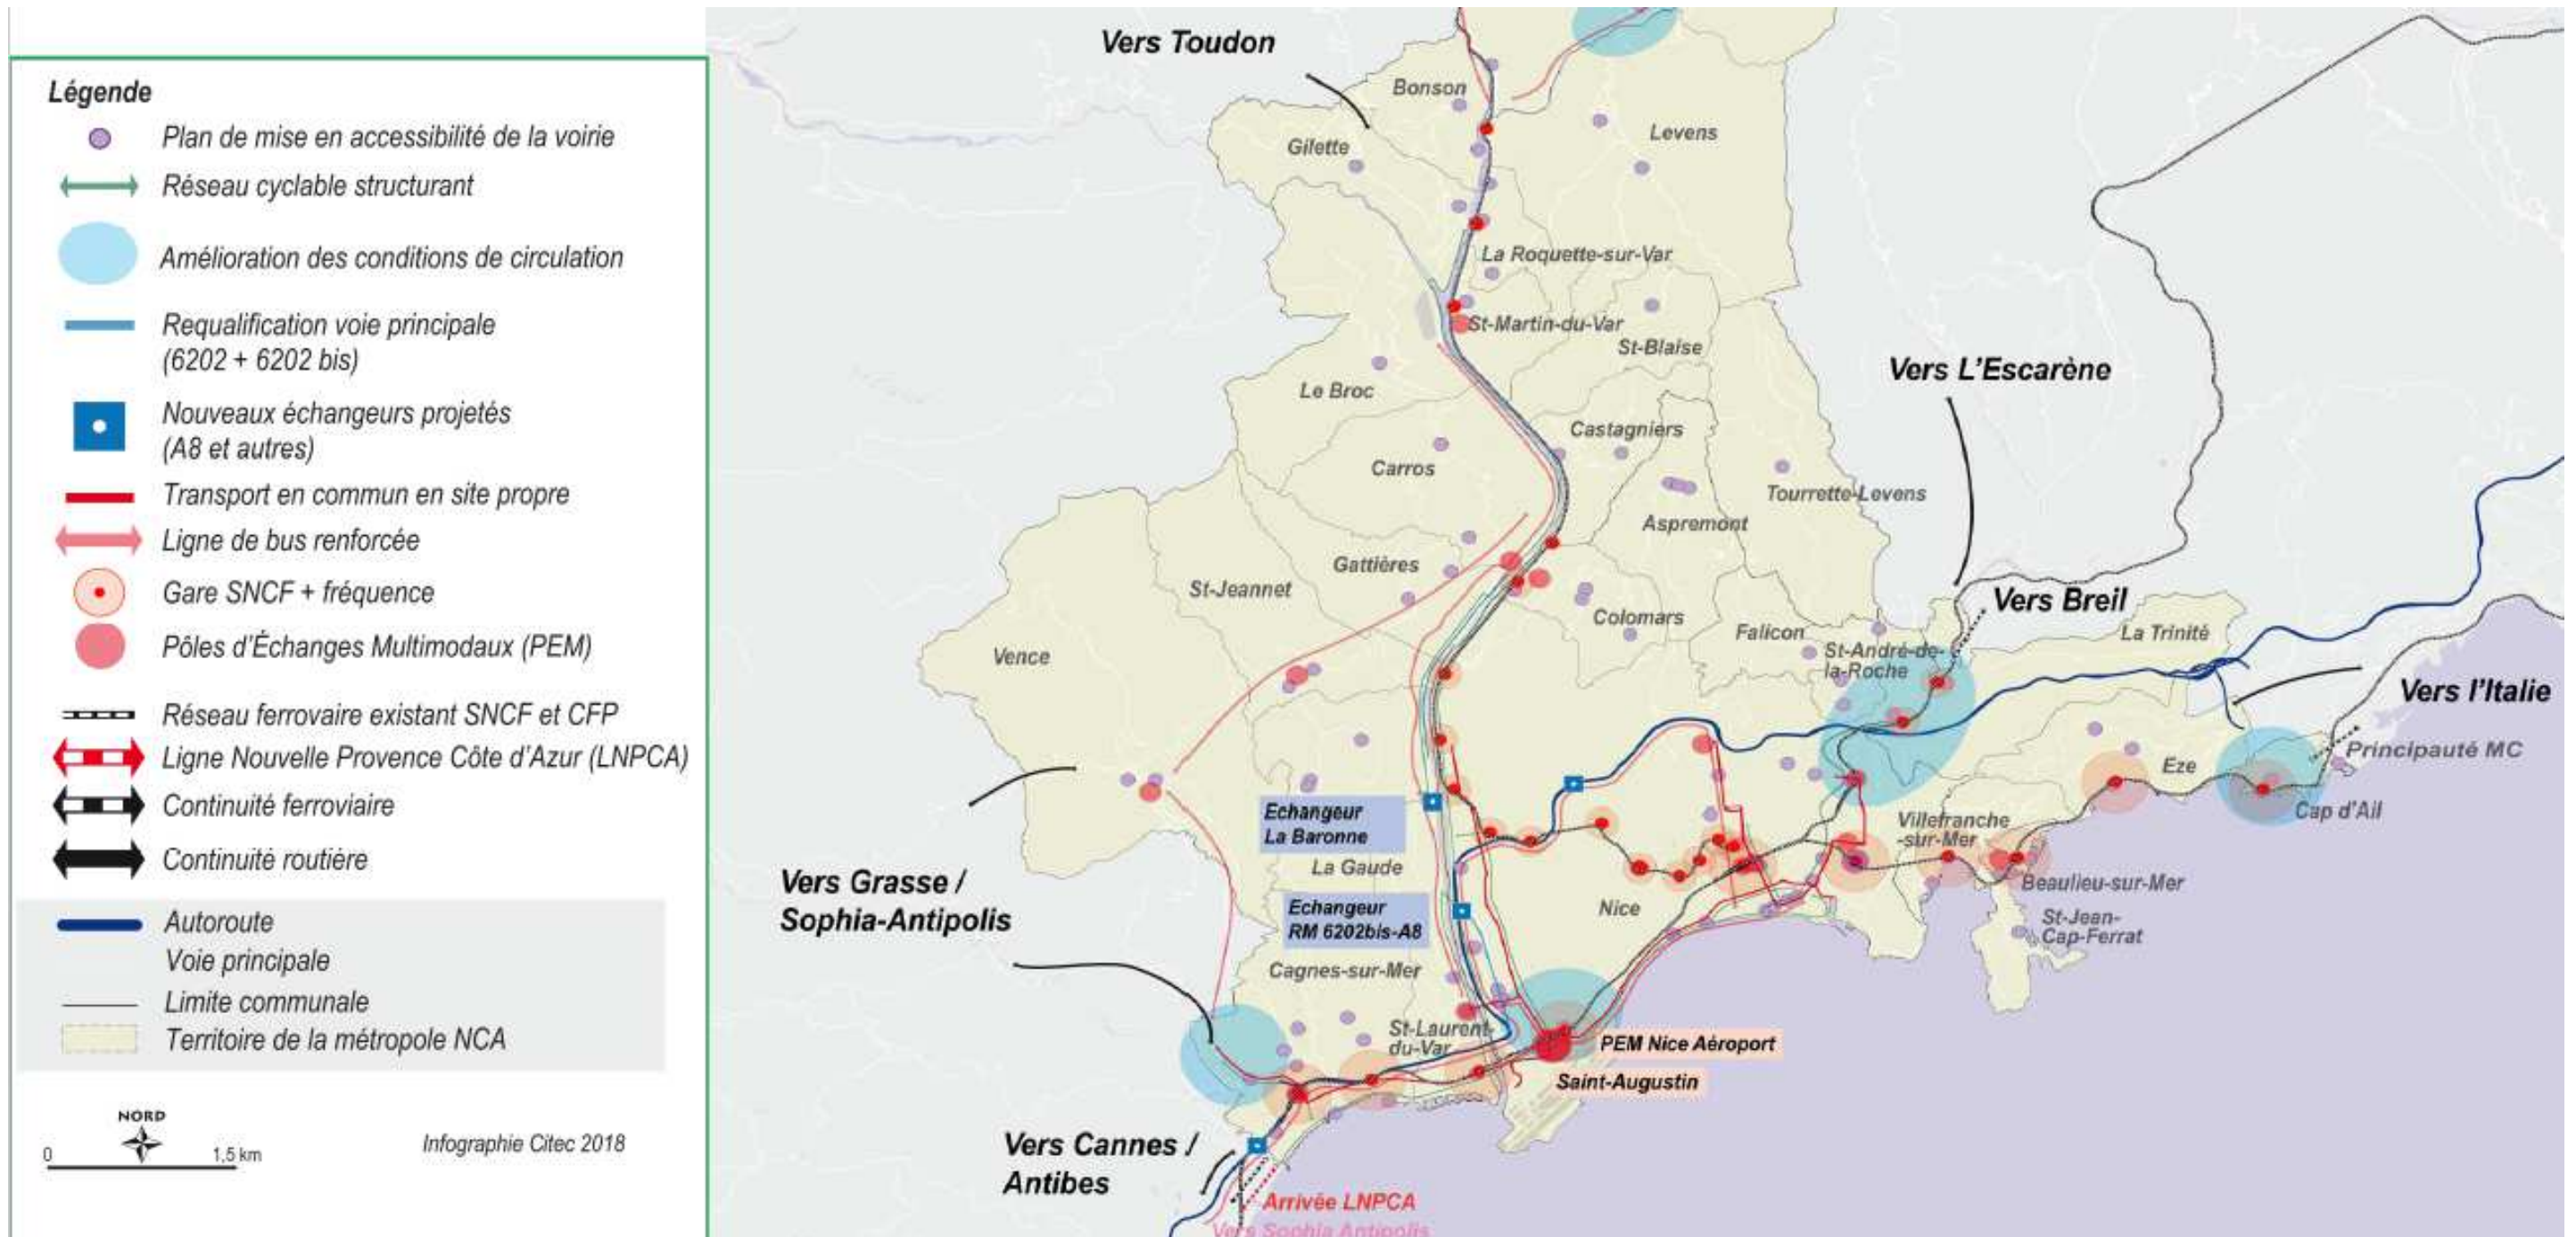 Légende
Plan de mise en accessibilité de la voirie
Réseau cyclable structurant
Amélioration des conditions de circulation
Requalification voie principale
(6202 + 6202 bis)
Nouveaux échangeurs projetés
(A8 et autres)
Transport en commun en site propre
Ligne de bus renforcée
Gare SNCF + fréquence
Pôles d'Échanges Multimodaux (PEM)
Réseau ferrovaire existant SNCF et CFP
Ligne Nouvelle Provence Côte d'Azur (LNPCA)
Continuité ferroviaire
Continuité routière
Autoroute
Voie principale
Limite communale
Territoire de la métropole NCA
NORD
0 1,5 km
Infographie Citec 2018
Vers Toudon
Bonson
Levens
Gilette
La Roquette-sur-Var
St-Martin-du-Var
St-Blaise
Le Broc
Vers L'Escarène
Castagniers
Carros
Tourrette-Levens
Aspremont
Gattières
St-Jeannet
Colomars
Vers Breil
Falicon
La Trinité
St-André-de-
la-Roche
Vence
Vers l'Italie
Principauté MC
Eze
Cap d'Ail
Echangeur
La Baronne
Villefranche
-sur-Mer
La Gaude
Beaulieu-sur-Mer
Vers Grasse /
Sophia-Antipolis
Echangeur
RM 6202bis-A8
Nice
St-Jean-
Cap-Ferrat
Cagnes-sur-Mer
St-Laurent-
du-Var
PEM Nice Aéroport
Saint-Augustin
Vers Cannes /
Antibes
Arrivée LNPCA
Vers Sophia Antipolis